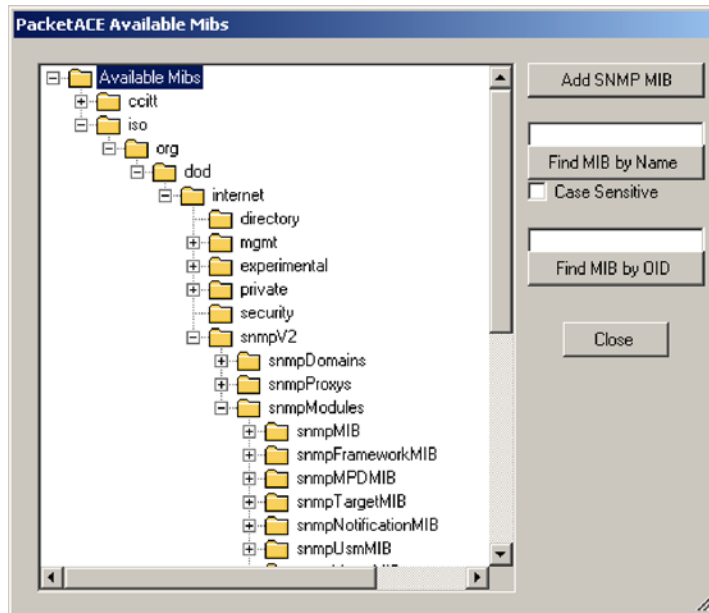 PacketACE Available Mibs
Available Mibs
ccitt
iso
org
dod
internet
directory
mgmt
experimental
private
security
snmpV2
snmpDomains
snmpProxys
snmpModules
snmpMIB
snmpFrameworkMIB
snmpMPDMIB
snmpTargetMIB
snmpNotificationMIB
snmpUsmMIB
Add SNMP MIB
Find MIB by Name
Case Sensitive
Find MIB by OID
Close